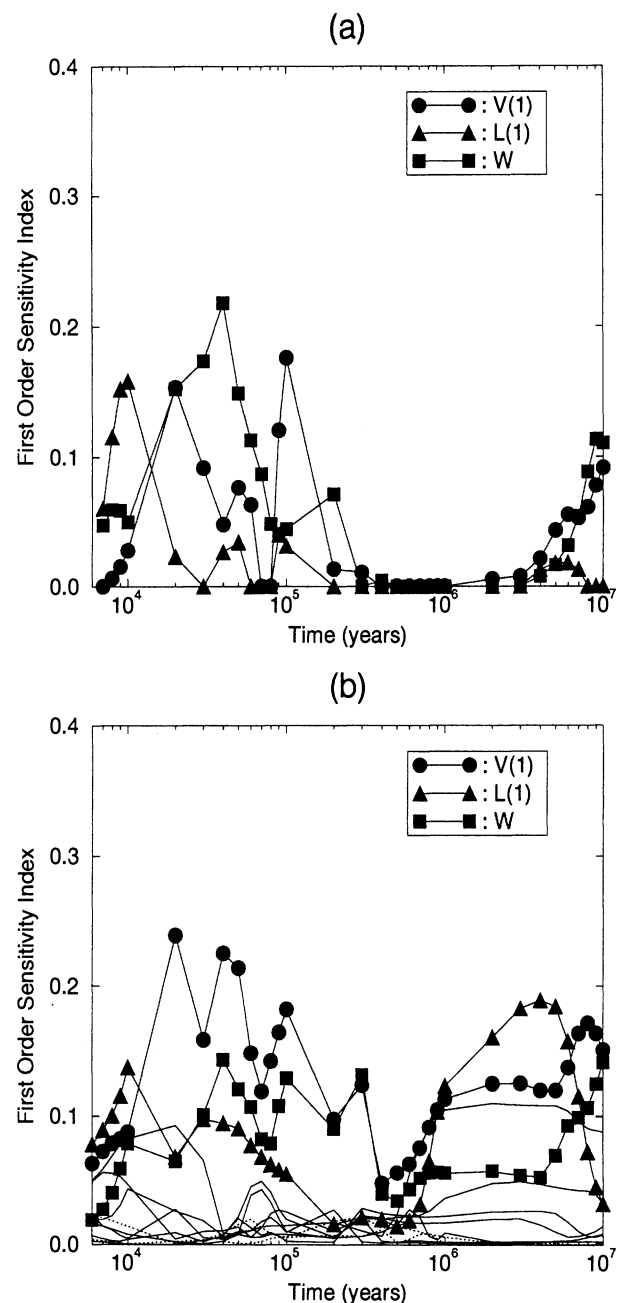 (a)
First Order Sensitivity Index
0.4
0.3
0.2
0.1
0.0
: V(1)
: L(1)
: W
10^4
10^5
10^6
10^7
Time (years)
(b)
First Order Sensitivity Index
0.4
0.3
0.2
0.1
0.0
: V(1)
: L(1)
: W
10^4
10^5
10^6
10^7
Time (years)